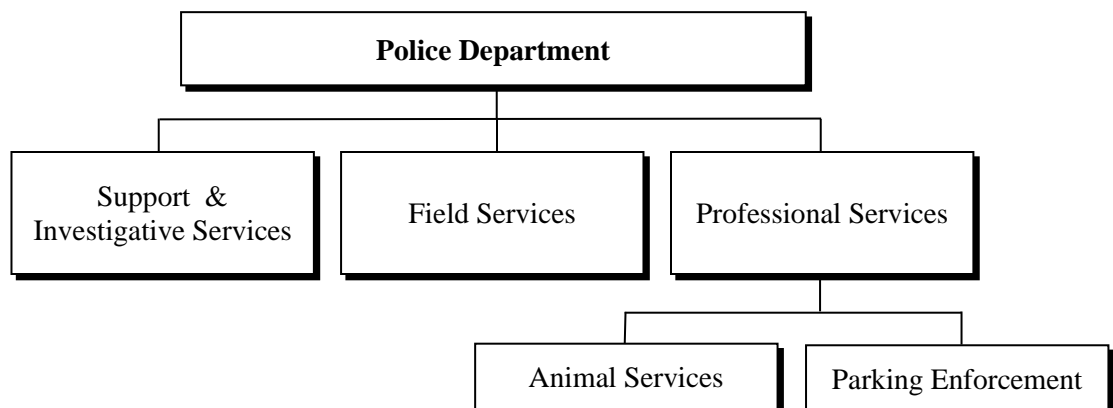 Police Department
Support &
Investigative Services
Field Services
Professional Services
Animal Services
Parking Enforcement